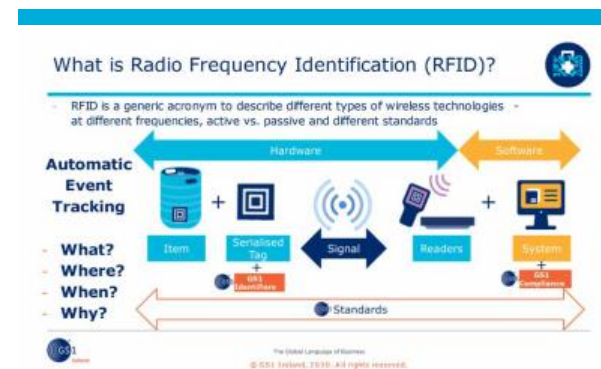 What is Radio Frequency Identification (RFID)?
- RFID is a generic acronym to describe different types of wireless technologies -
at different frequencies, active vs. passive and different standards
Hardware
Software
Automatic
Event
Tracking
+
+
Item
Serialised
Tag
Signal
Readers
System
+
GS1
Identifiers
+
GS1
Compliance
- What?
- Where?
- When?
- Why?
Standards
GS1
Ireland
The Global Language of Business
© GS1 Ireland, 2020. All rights reserved.